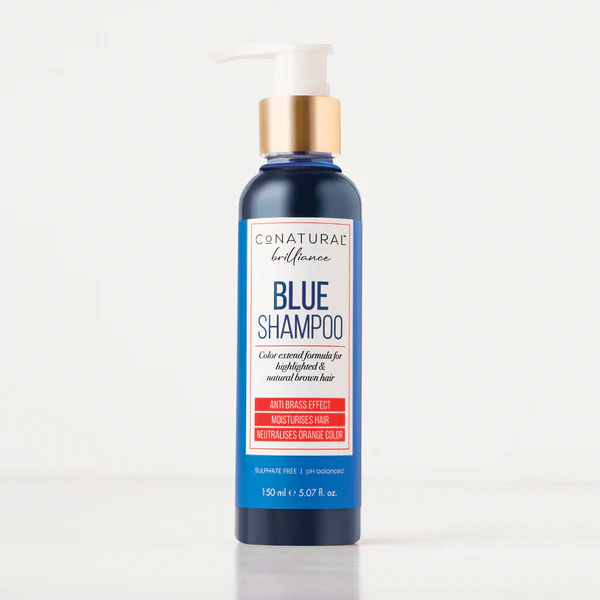 CoNATURAL™
brilliance
BLUE
SHAMPOO
Color extend formula for
highlighted &
natural brown hair
ANTI BRASS EFFECT
MOISTURISES HAIR
NEUTRALISES ORANGE COLOR
SULPHATE FREE | pH balanced
150 ml ℮ 5.07 fl. oz.